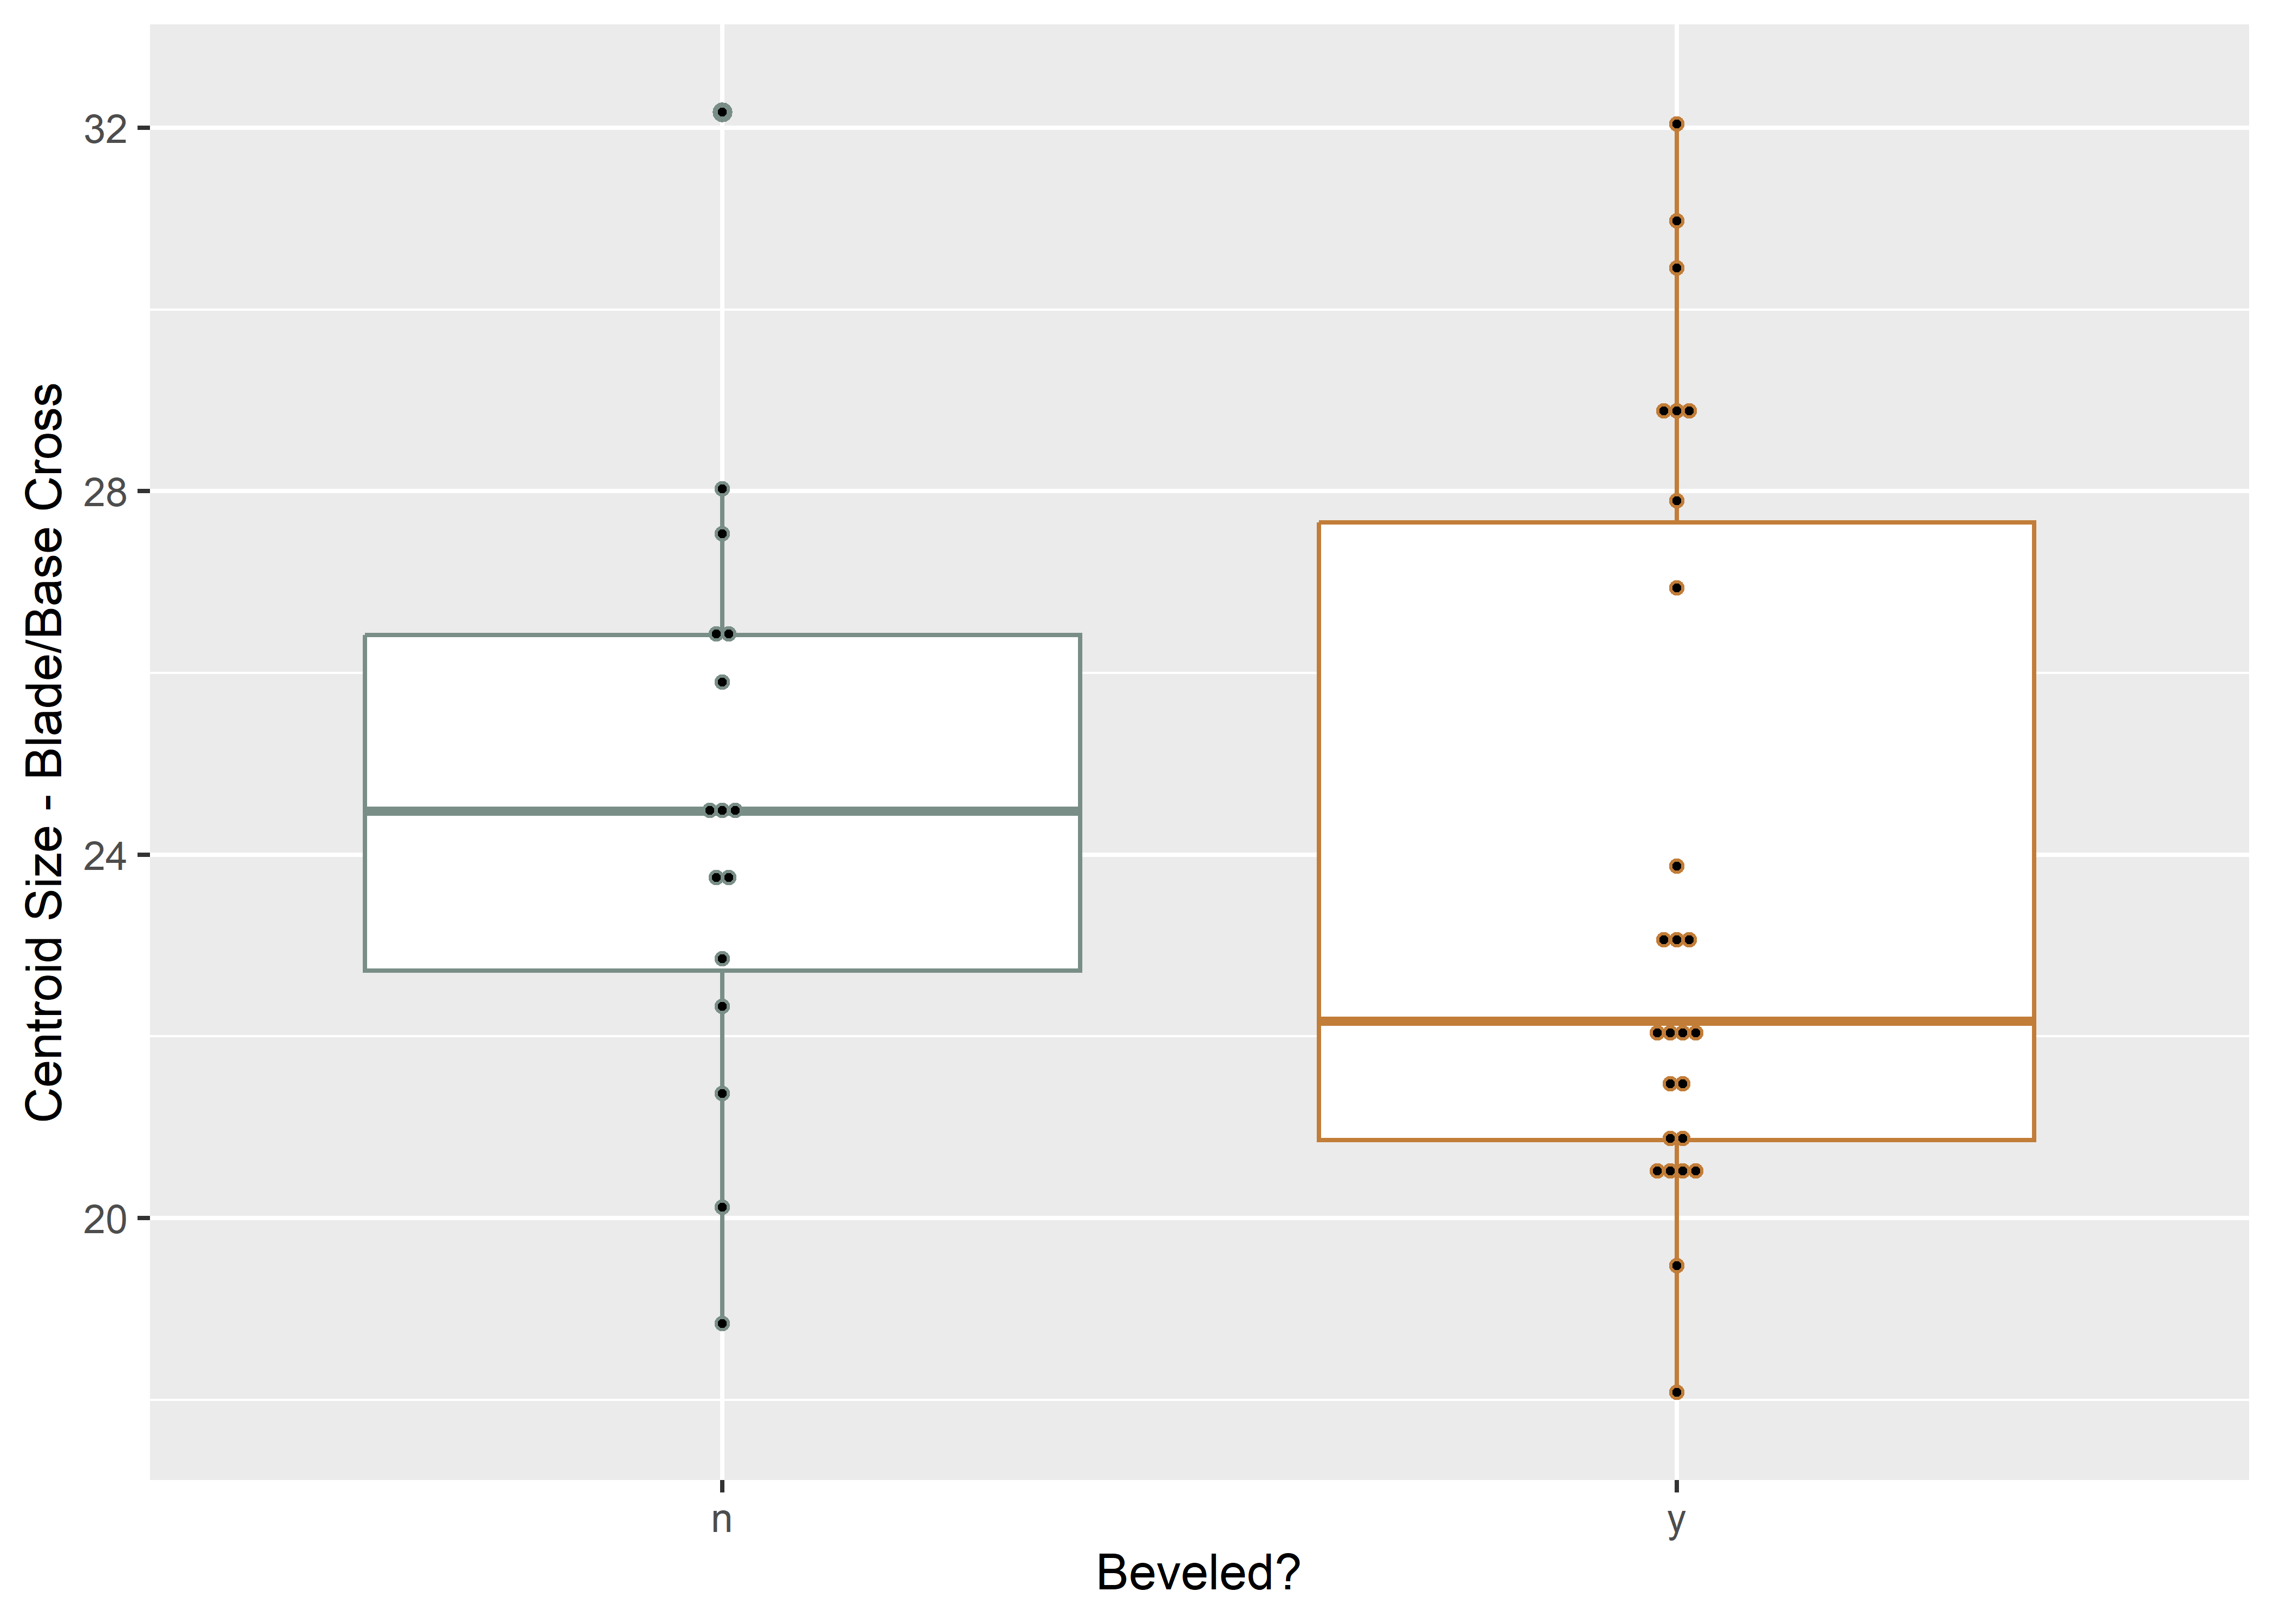 Centroid Size - Blade/Base Cross
32
28
24
20
n
y
Beveled?